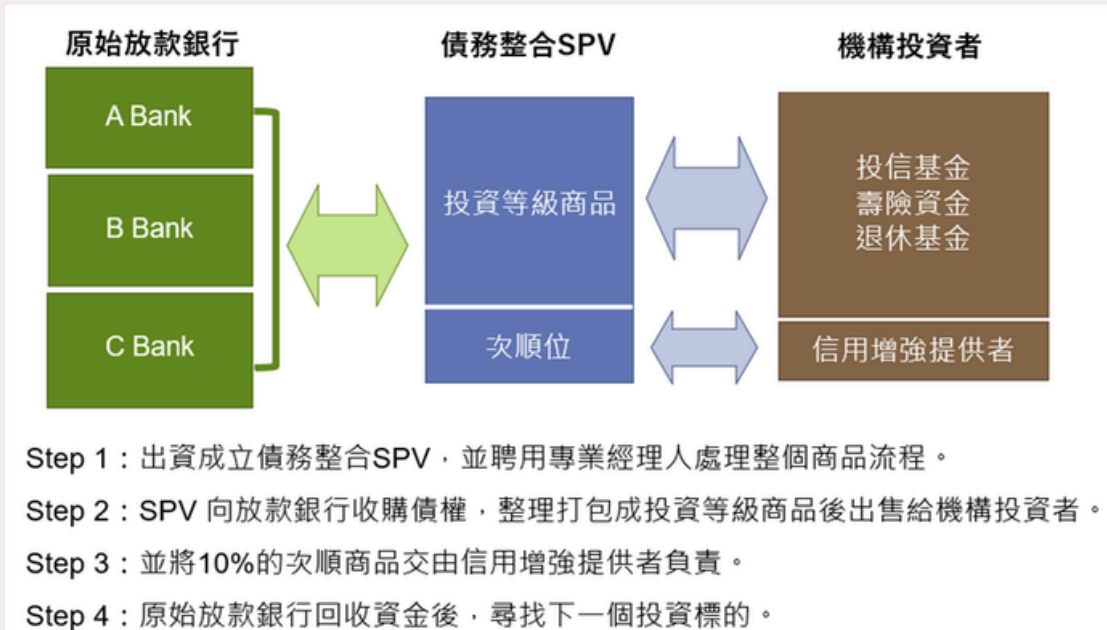 原始放款銀行
債務整合SPV
機構投資者
A Bank
B Bank
C Bank
投資等級商品
次順位
投信基金
壽險資金
退休基金
信用增強提供者
Step 1：出資成立債務整合SPV，並聘用專業經理人處理整個商品流程。
Step 2：SPV 向放款銀行收購債權，整理打包成投資等級商品後出售給機構投資者。
Step 3：並將10%的次順商品交由信用增強提供者負責。
Step 4：原始放款銀行回收資金後，尋找下一個投資標的。